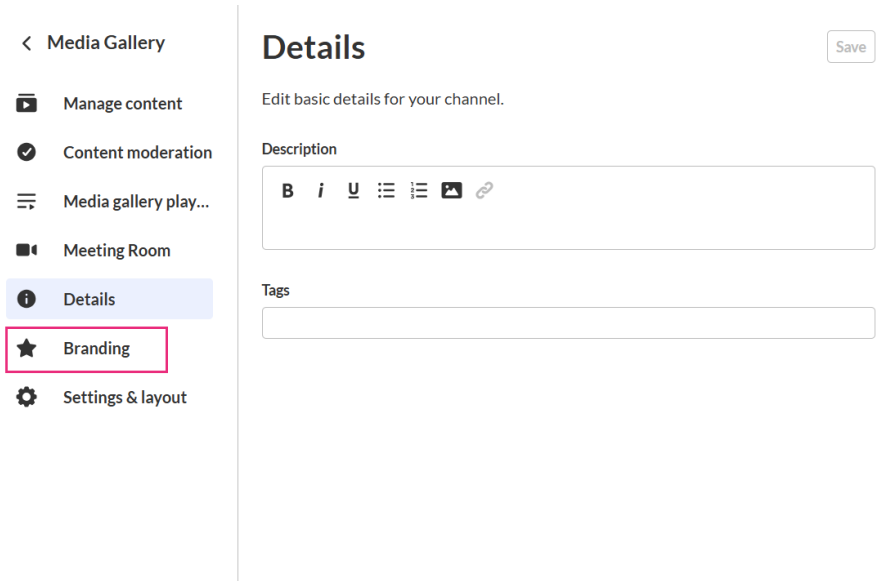 Media Gallery
Manage content
Content moderation
Media gallery play...
Meeting Room
Details
Branding
Settings & layout
Details
Save
Edit basic details for your channel.
Description
B i U
Tags